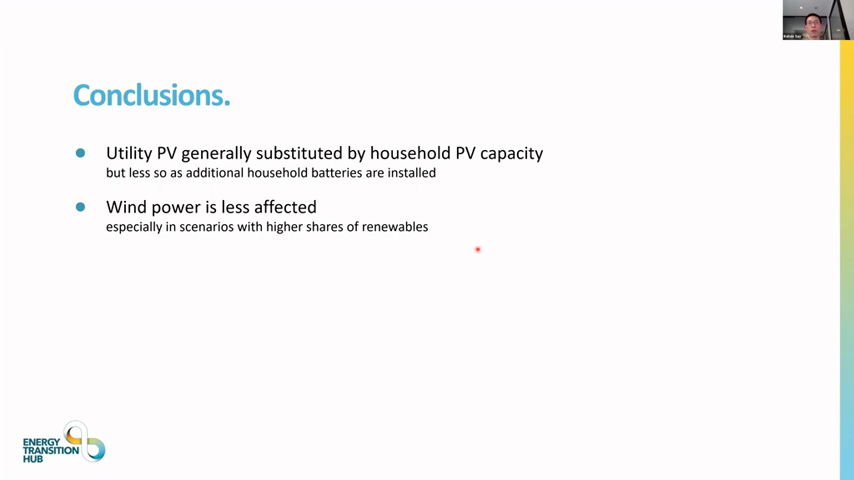 Conclusions.
Utility PV generally substituted by household PV capacity
but less so as additional household batteries are installed
Wind power is less affected
especially in scenarios with higher shares of renewables
ENERGY
TRANSITION
HUB